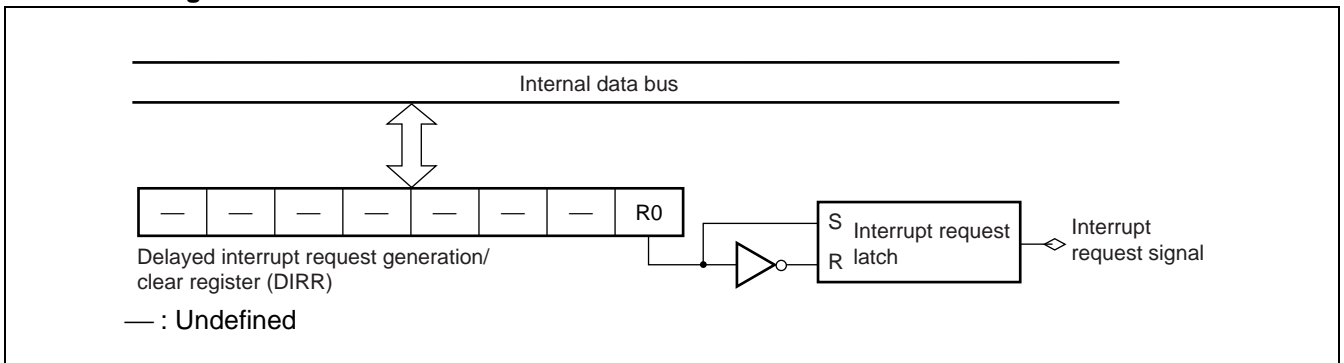 Internal data bus
— — — — — — — R0
Delayed interrupt request generation/
clear register (DIRR)
S
R
Interrupt request
latch
Interrupt
request signal
— : Undefined